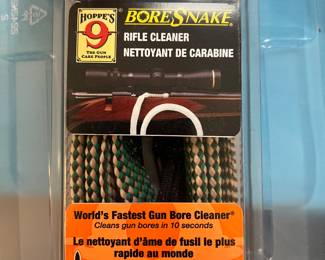 HOPPE'S
9
THE GUN
CARE PEOPLE
BORESNAKE
RIFLE CLEANER
NETTOYANT DE CARABINE
World's Fastest Gun Bore Cleaner®
Cleans gun bores in 10 seconds
Le nettoyant d'âme de fusil le plus
rapide au monde